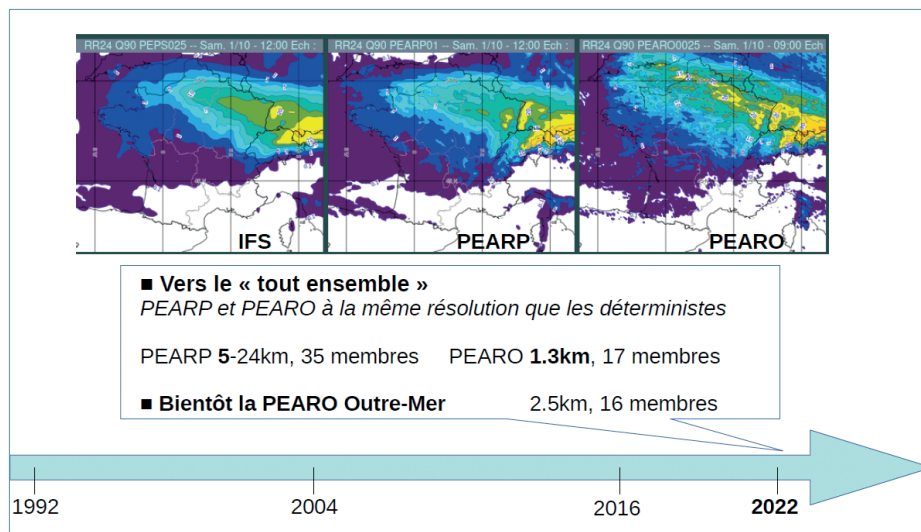 RR24 Q90 PEPS025 -- Sam. 1/10 - 12:00 Ech :
RR24 Q90 PEARP01 -- Sam. 1/10 - 12:00 Ech :
RR24 Q90 PEARO0025 -- Sam. 1/10 - 09:00 Ech
IFS
PEARP
PEARO
■ Vers le « tout ensemble »
PEARP et PEARO à la même résolution que les déterministes
PEARP 5-24km, 35 membres PEARO 1.3km, 17 membres
■ Bientôt la PEARO Outre-Mer 2.5km, 16 membres
1992
2004
2016
2022